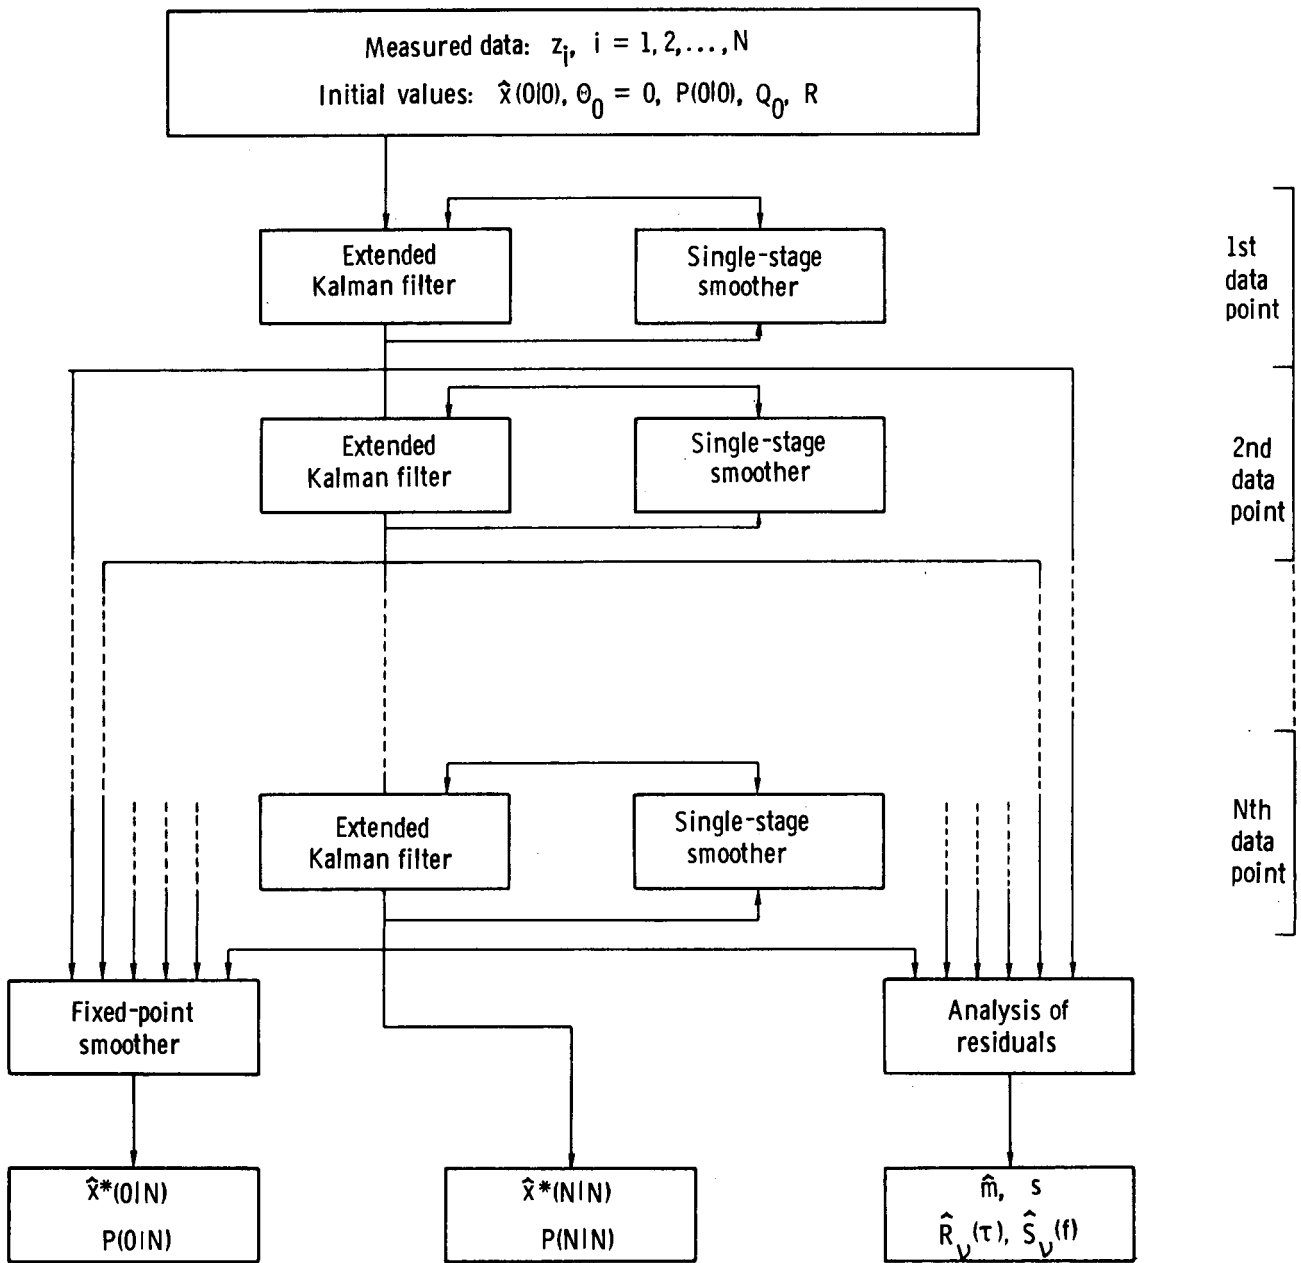 Measured data: z_i, i = 1, 2, ..., N
Initial values: x̂(0|0), Θ_0 = 0, P(0|0), Q_0, R
Extended
Kalman filter
Single-stage
smoother
1st
data
point
Extended
Kalman filter
Single-stage
smoother
2nd
data
point
Extended
Kalman filter
Single-stage
smoother
Nth
data
point
Fixed-point
smoother
Analysis of
residuals
x̂*(0|N)
P(0|N)
x̂*(N|N)
P(N|N)
m̂, s
R̂_ν(τ), Ŝ_ν(f)